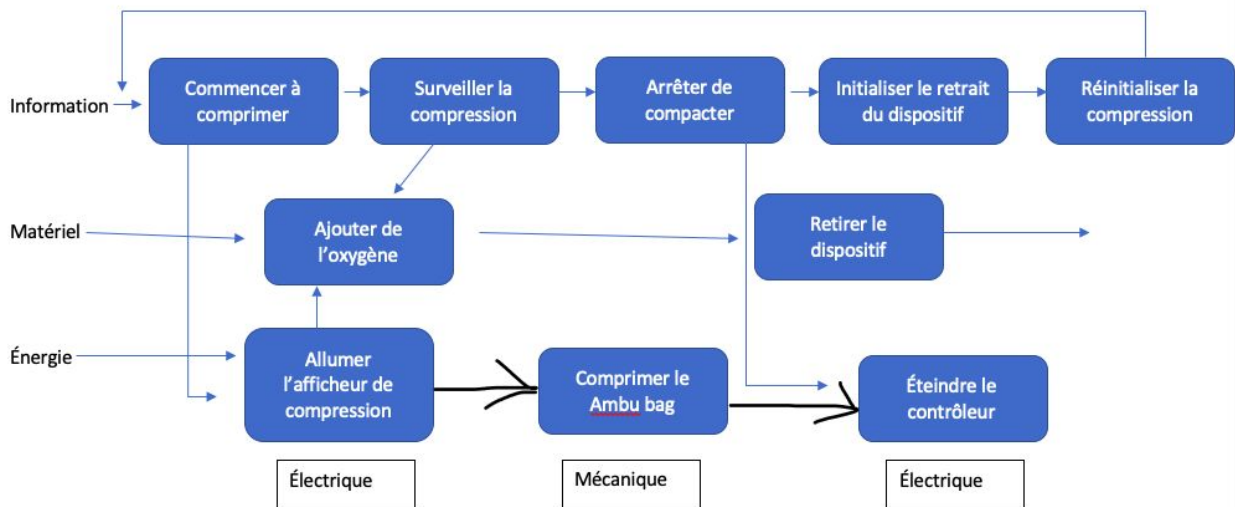 Information
Commencer à
comprimer
Surveiller la
compression
Arrêter de
compacter
Initialiser le retrait
du dispositif
Réinitialiser la
compression
Matériel
Ajouter de
l'oxygène
Retirer le
dispositif
Énergie
Allumer
l'afficheur de
compression
Comprimer le
Ambu bag
Éteindre le
contrôleur
Électrique
Mécanique
Électrique